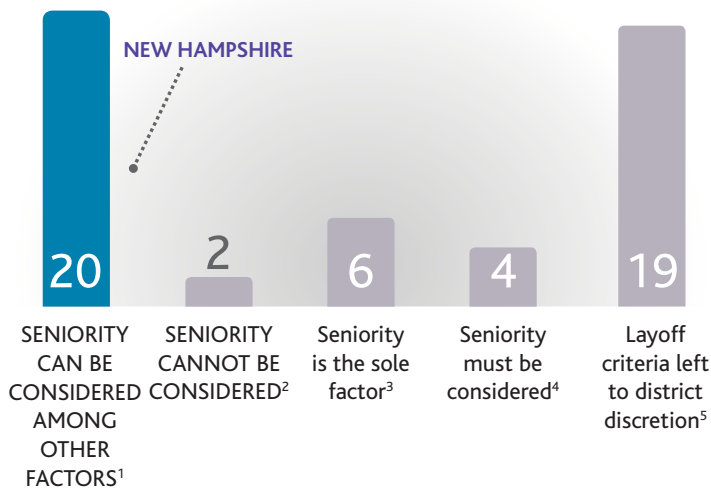 NEW HAMPSHIRE
20
2
6
4
19
SENIORITY
CAN BE
CONSIDERED
AMONG
OTHER
FACTORS¹
SENIORITY
CANNOT BE
CONSIDERED²
Seniority
is the sole
factor³
Seniority
must be
considered⁴
Layoff
criteria left
to district
discretion⁵